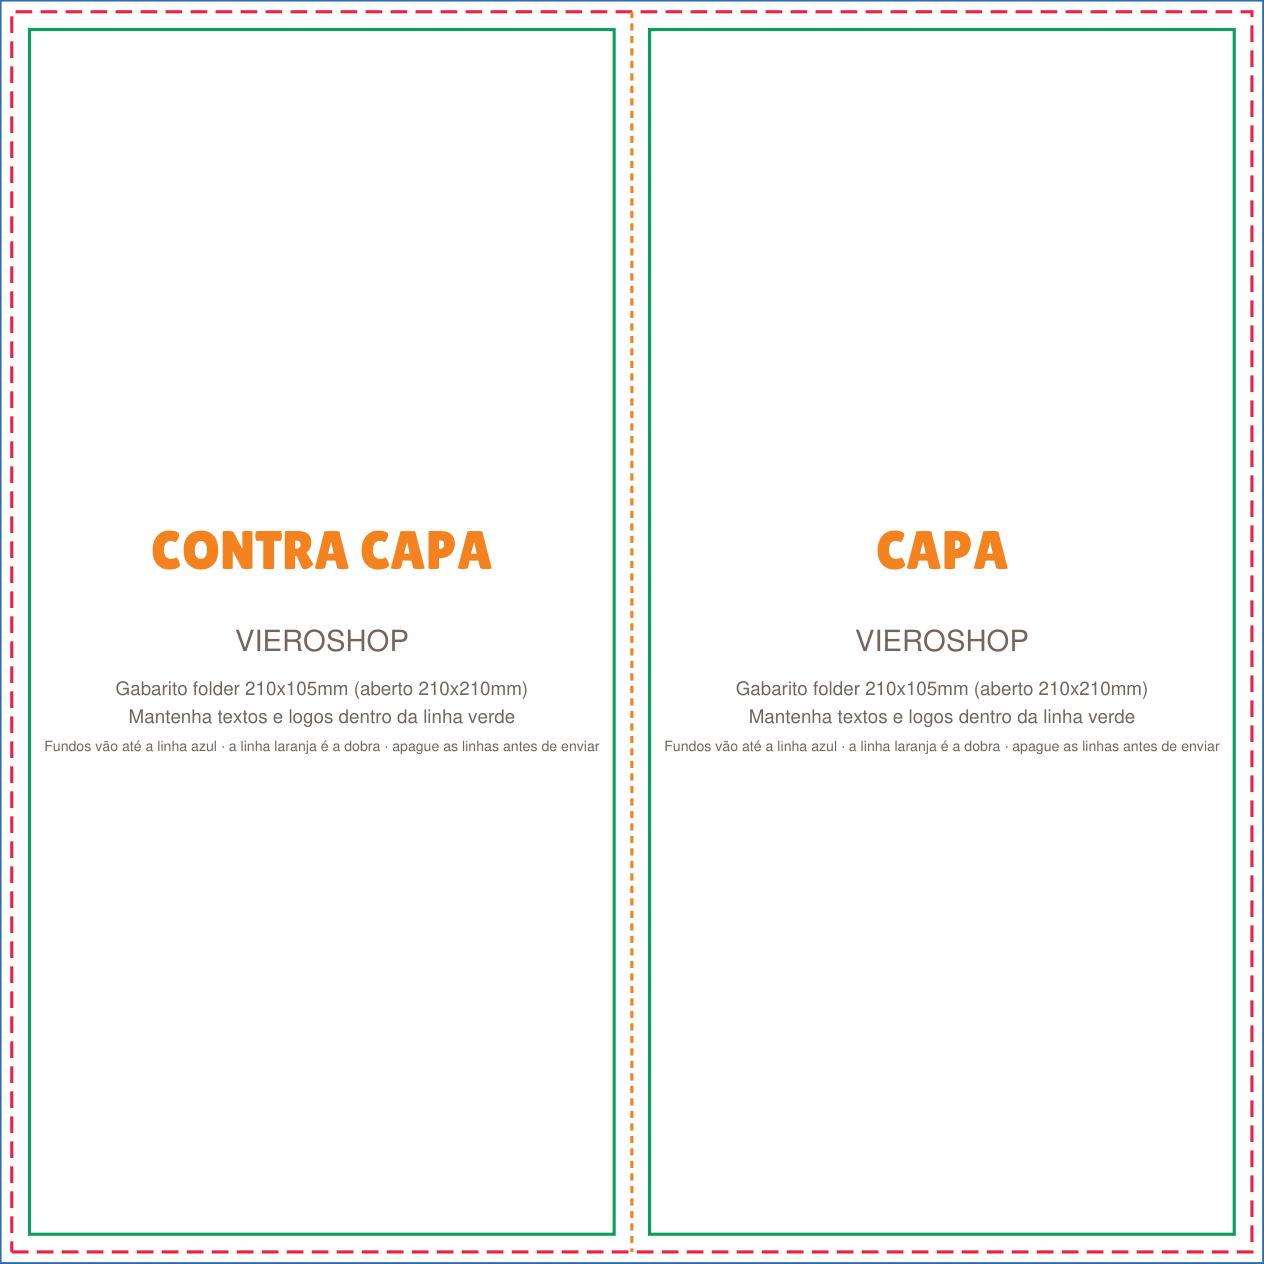 CONTRA CAPA
VIEROSHOP
Gabarito folder 210x105mm (aberto 210x210mm)
Mantenha textos e logos dentro da linha verde
Fundos vão até a linha azul · a linha laranja é a dobra · apague as linhas antes de enviar
CAPA
VIEROSHOP
Gabarito folder 210x105mm (aberto 210x210mm)
Mantenha textos e logos dentro da linha verde
Fundos vão até a linha azul · a linha laranja é a dobra · apague as linhas antes de enviar